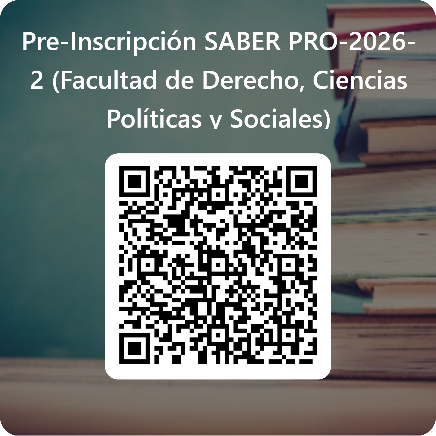 Pre-Inscripción SABER PRO-2026-
2 (Facultad de Derecho, Ciencias
Políticas y Sociales)